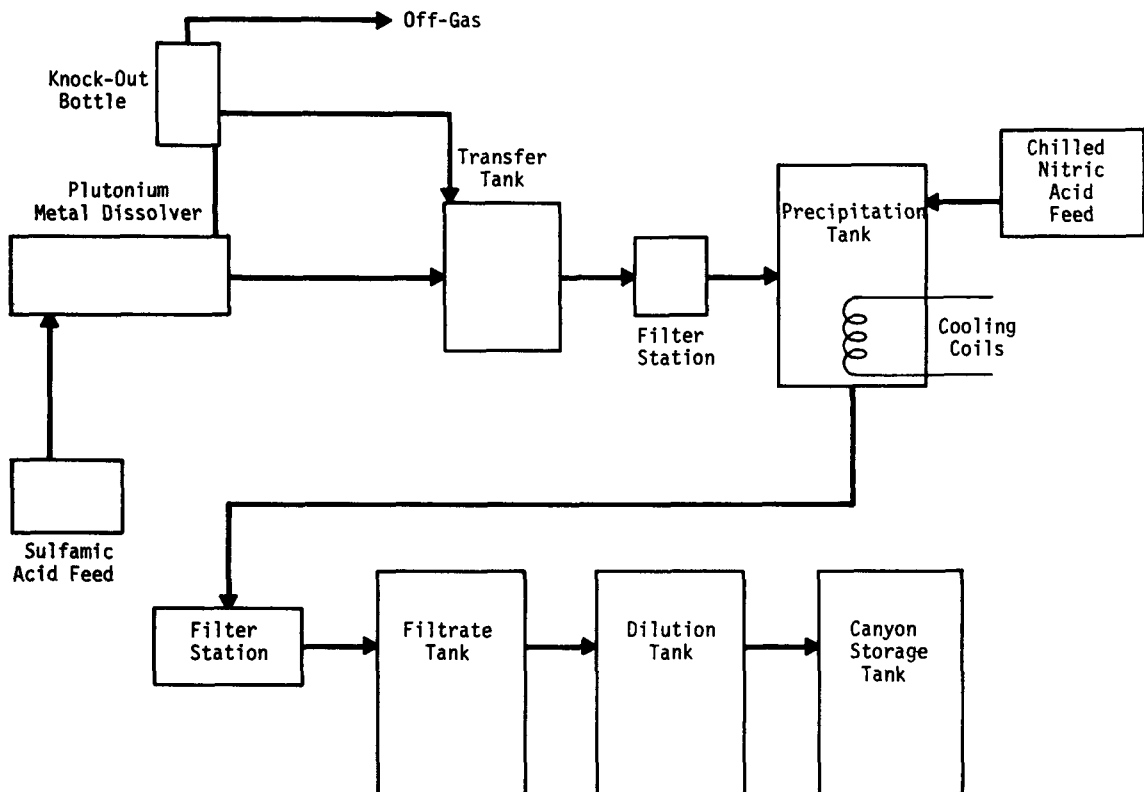 Off-Gas
Knock-Out
Bottle
Transfer
Tank
Plutonium
Metal Dissolver
Chilled
Nitric
Acid
Feed
Precipitation
Tank
Filter
Station
Cooling
Coils
Sulfamic
Acid Feed
Filter
Station
Filtrate
Tank
Dilution
Tank
Canyon
Storage
Tank